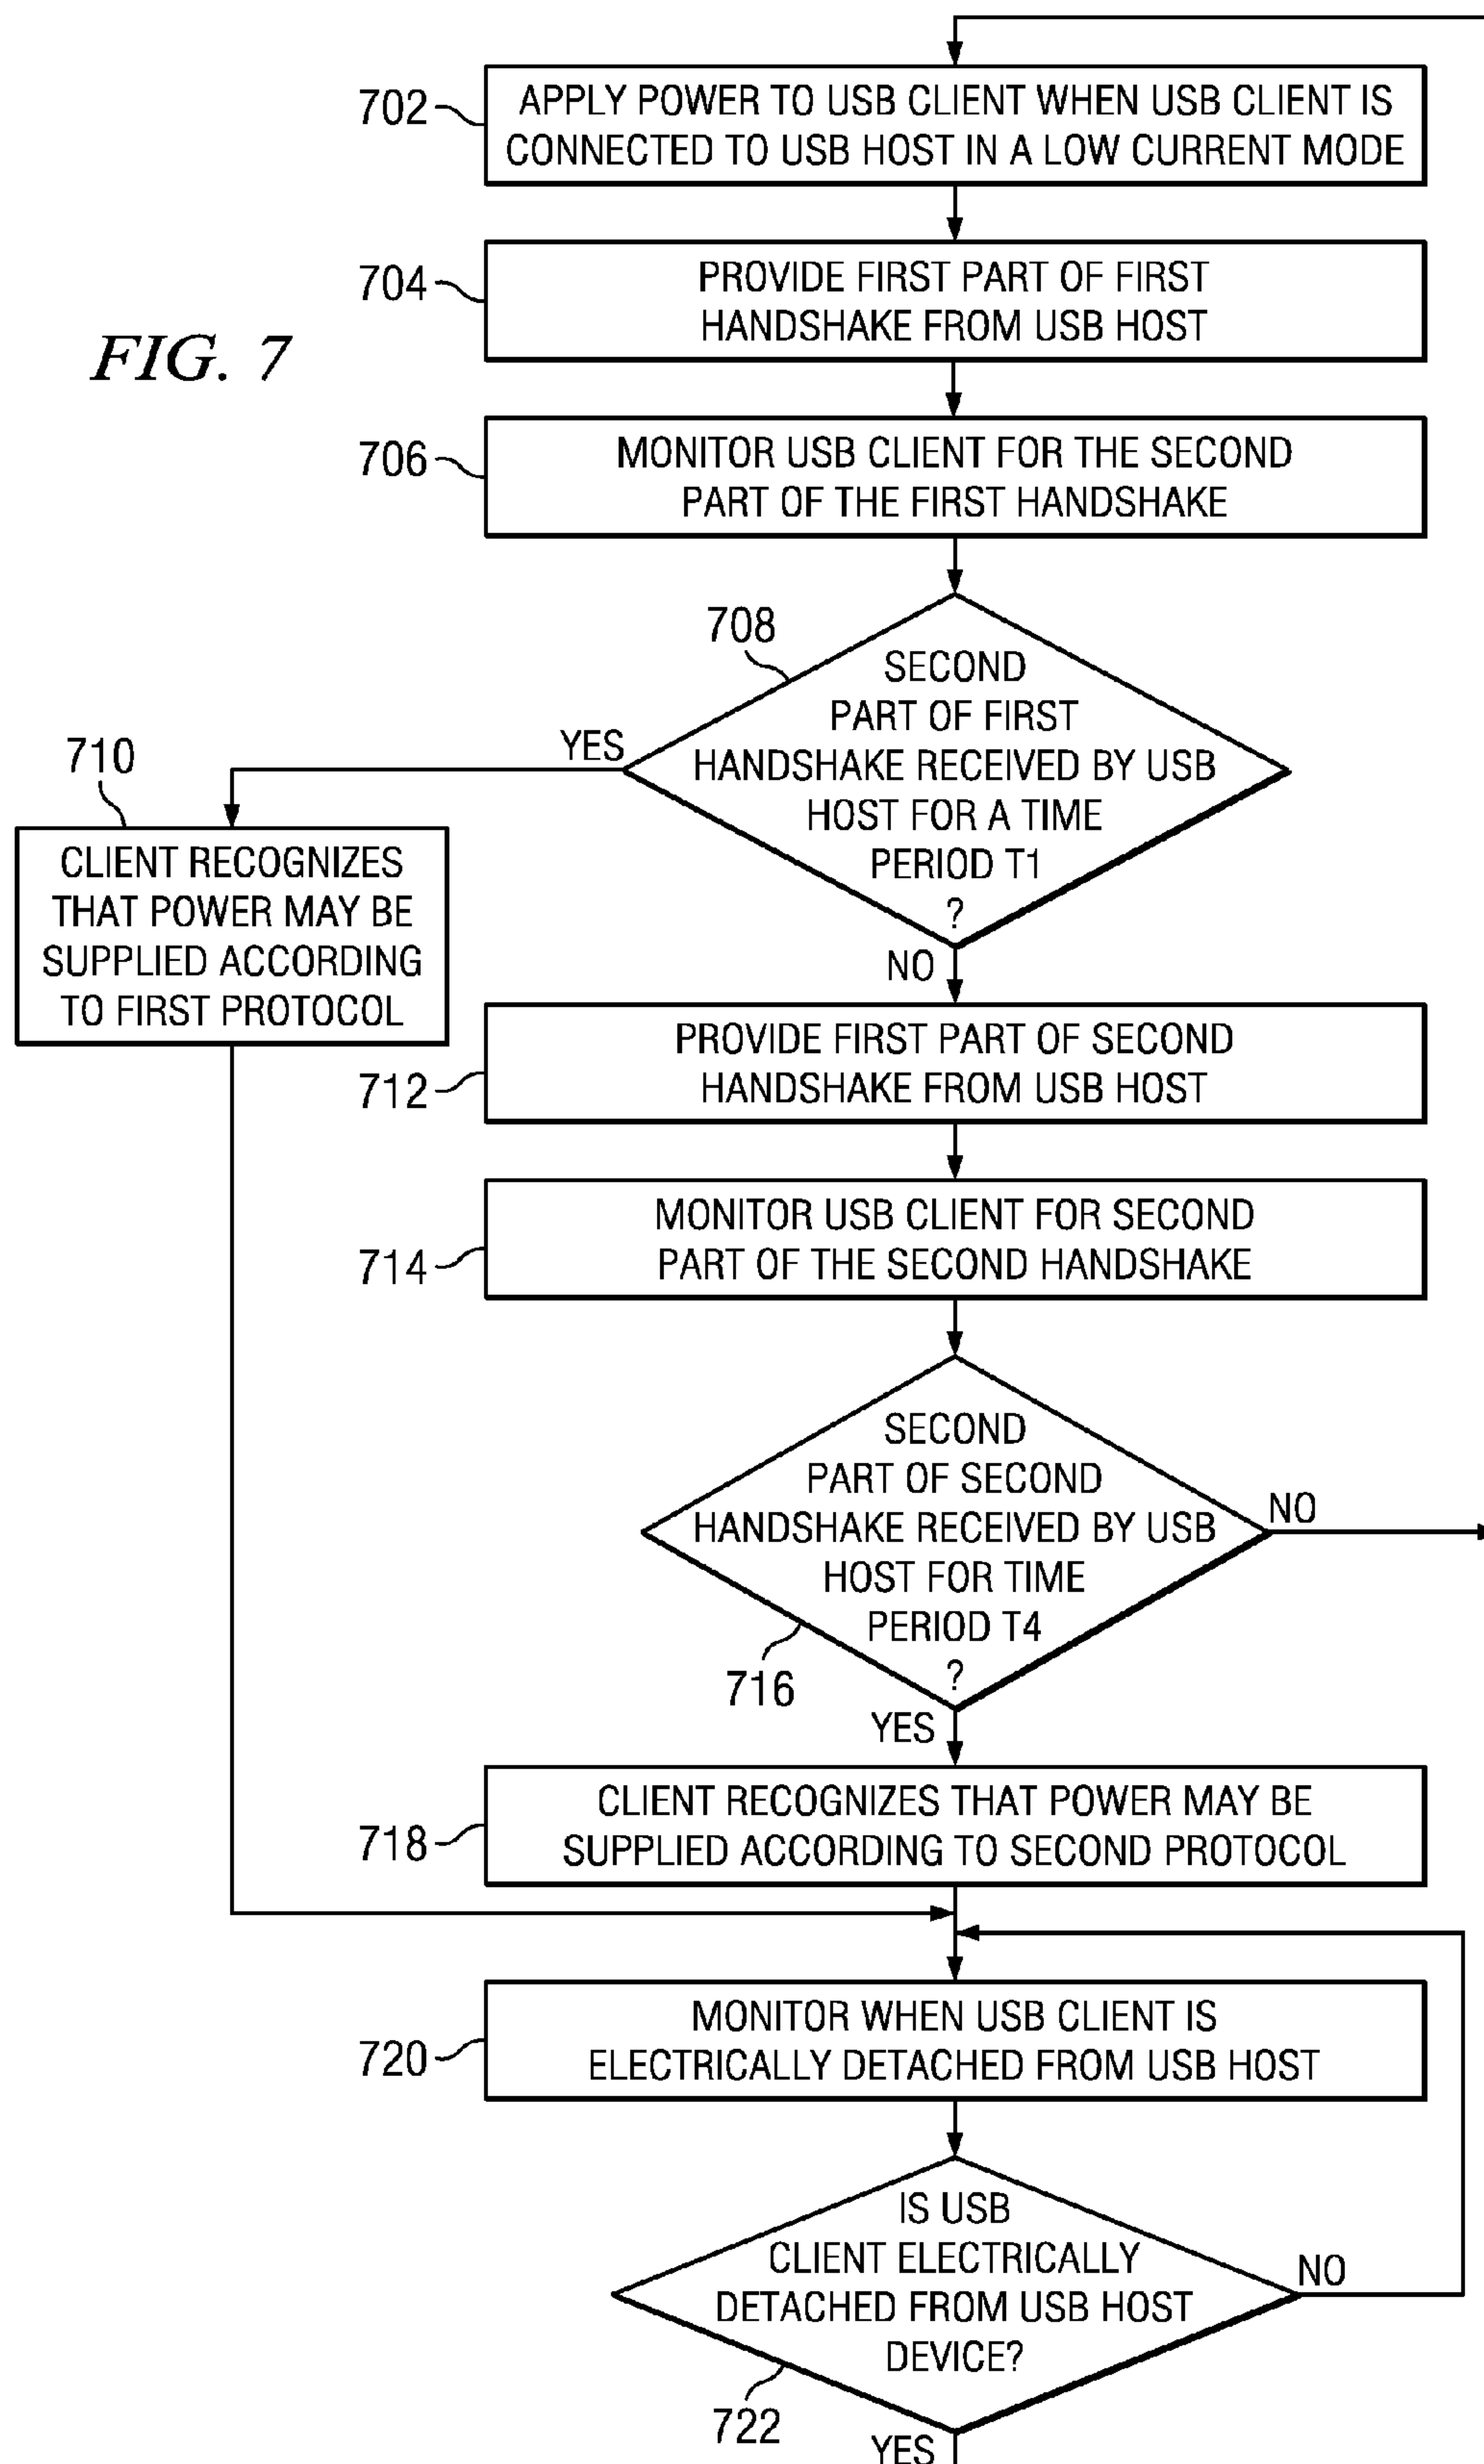 702
APPLY POWER TO USB CLIENT WHEN USB CLIENT IS
CONNECTED TO USB HOST IN A LOW CURRENT MODE
704
PROVIDE FIRST PART OF FIRST
HANDSHAKE FROM USB HOST
FIG. 7
706
MONITOR USB CLIENT FOR THE SECOND
PART OF THE FIRST HANDSHAKE
708
SECOND
PART OF FIRST
HANDSHAKE RECEIVED BY USB
HOST FOR A TIME
PERIOD T1
?
YES
NO
710
CLIENT RECOGNIZES
THAT POWER MAY BE
SUPPLIED ACCORDING
TO FIRST PROTOCOL
712
PROVIDE FIRST PART OF SECOND
HANDSHAKE FROM USB HOST
714
MONITOR USB CLIENT FOR SECOND
PART OF THE SECOND HANDSHAKE
SECOND
PART OF SECOND
HANDSHAKE RECEIVED BY USB
HOST FOR TIME
PERIOD T4
?
NO
716
YES
718
CLIENT RECOGNIZES THAT POWER MAY BE
SUPPLIED ACCORDING TO SECOND PROTOCOL
720
MONITOR WHEN USB CLIENT IS
ELECTRICALLY DETACHED FROM USB HOST
IS USB
CLIENT ELECTRICALLY
DETACHED FROM USB HOST
DEVICE?
NO
722
YES